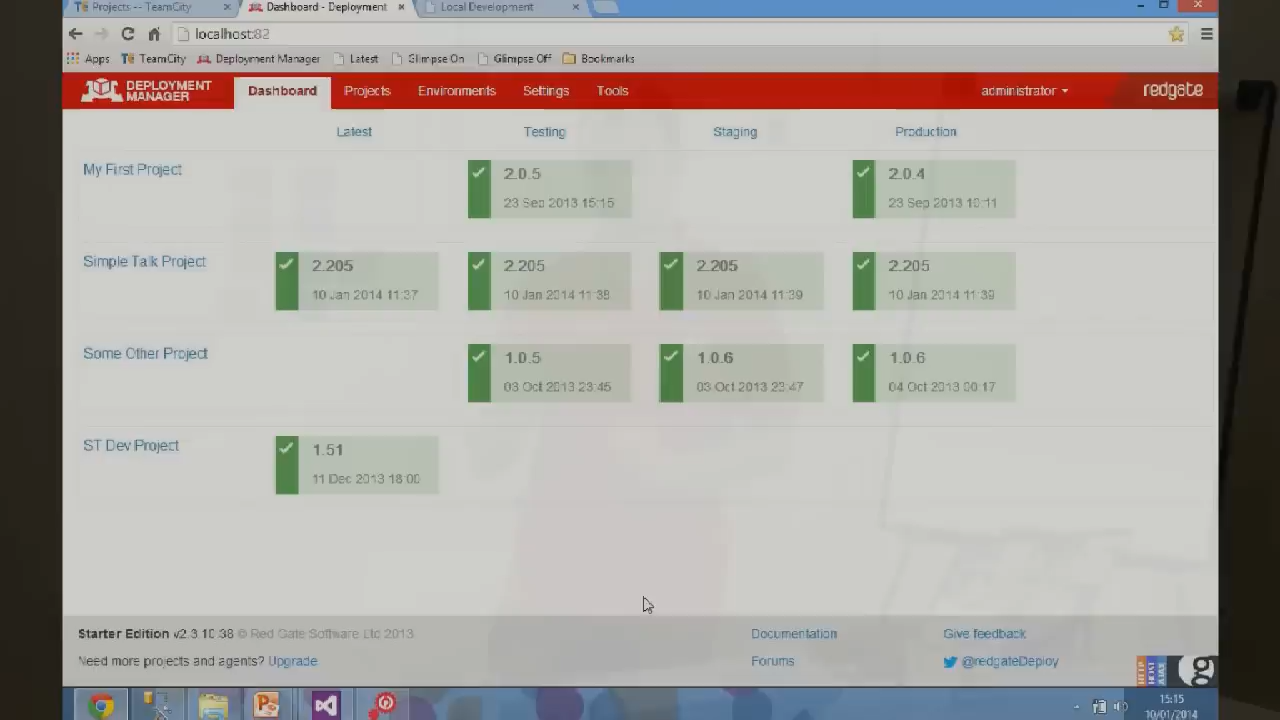 Projects -- TeamCity
Dashboard - Deployment
Local Development
localhost:82
Apps TeamCity Deployment Manager Latest Glimpse On Glimpse Off Bookmarks
DEPLOYMENT MANAGER Dashboard Projects Environments Settings Tools administrator redgate
Latest Testing Staging Production
My First Project
2.0.5
23 Sep 2013 15:15
2.0.4
23 Sep 2013 10:11
Simple Talk Project
2.205
10 Jan 2014 11:37
2.205
10 Jan 2014 11:38
2.205
10 Jan 2014 11:39
2.205
10 Jan 2014 11:39
Some Other Project
1.0.5
03 Oct 2013 23:45
1.0.6
03 Oct 2013 23:47
1.0.6
04 Oct 2013 00:17
ST Dev Project
1.51
11 Dec 2013 18:00
Starter Edition v2.3.10.38 © Red Gate Software Ltd 2013
Need more projects and agents? Upgrade
Documentation
Forums
Give feedback
@redgateDeploy
15:15
10/01/2014